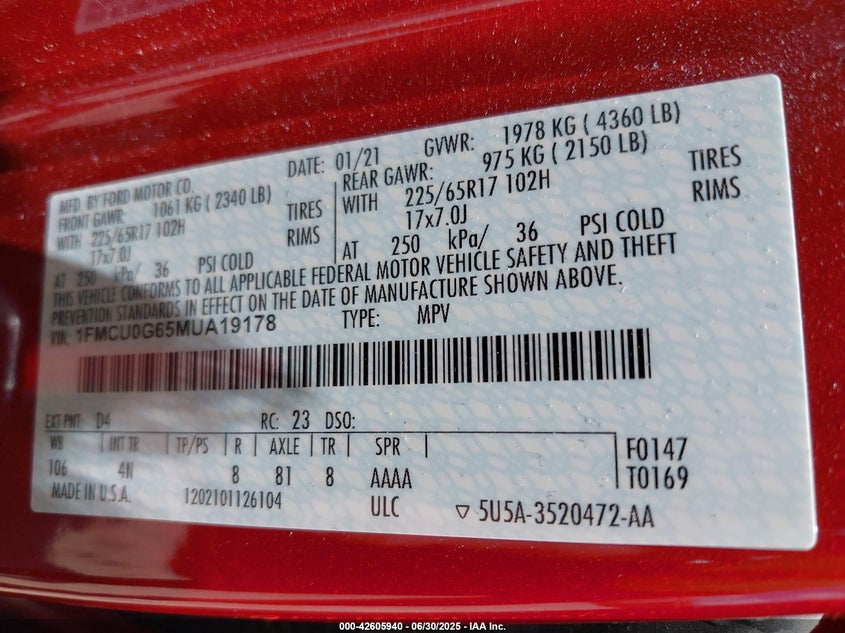 MFD. BY FORD MOTOR CO.
DATE: 01/21
GVWR: 1978 KG ( 4360 LB)
FRONT GAWR: 1061 KG ( 2340 LB)
REAR GAWR: 975 KG ( 2150 LB)
WITH 225/65R17 102H TIRES
WITH 225/65R17 102H TIRES
17x7.0J RIMS
17x7.0J RIMS
AT 250 kPa/ 36 PSI COLD
AT 250 kPa/ 36 PSI COLD
THIS VEHICLE CONFORMS TO ALL APPLICABLE FEDERAL MOTOR VEHICLE SAFETY AND THEFT
PREVENTION STANDARDS IN EFFECT ON THE DATE OF MANUFACTURE SHOWN ABOVE.
VIN: 1FMCU0G65MUA19178
TYPE: MPV
EXT PNT: D4 RC: 23 DSO:
WB INT TR TP/PS R AXLE TR SPR
106 4N 8 81 8 AAAA
F0147
T0169
MADE IN U.S.A. 1202101126104 ULC ▽ 5U5A-3520472-AA
000-42605940 - 06/30/2025 - IAA Inc.